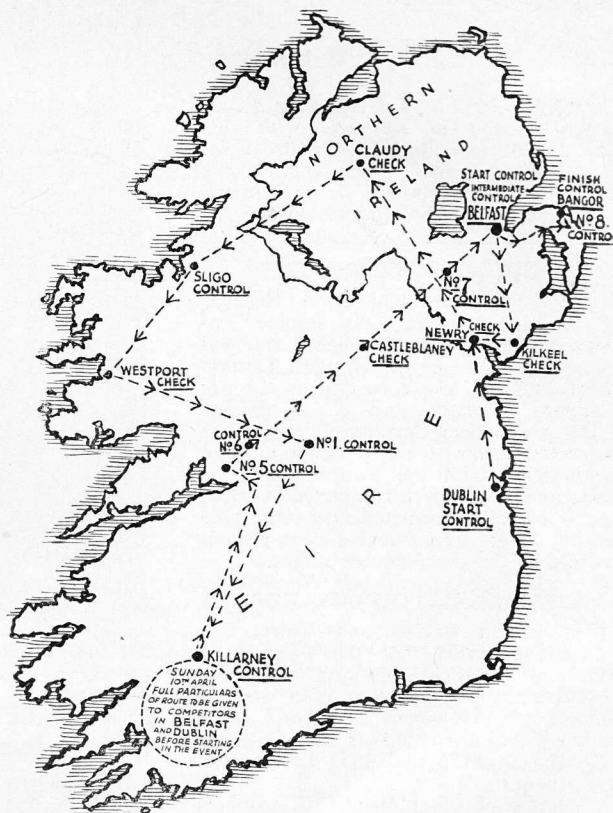 NORTHERN
IRELAND
CLAUDY
CHECK
START CONTROL
INTERMEDIATE
CONTROL
BELFAST
FINISH
CONTROL
BANGOR
Nº 8.
CONTROL
SLIGO
CONTROL
Nº 7
CONTROL
NEWRY CHECK
KILKEEL
CHECK
CASTLEBLANEY
CHECK
WESTPORT
CHECK
CONTROL
Nº 6
Nº 1. CONTROL
Nº 5 CONTROL
DUBLIN
START
CONTROL
EIRE
KILLARNEY
CONTROL
SUNDAY
10TH APRIL
FULL PARTICULARS
OF ROUTE TO BE GIVEN
TO COMPETITORS
IN BELFAST
AND DUBLIN
BEFORE STARTING
IN THE EVENT